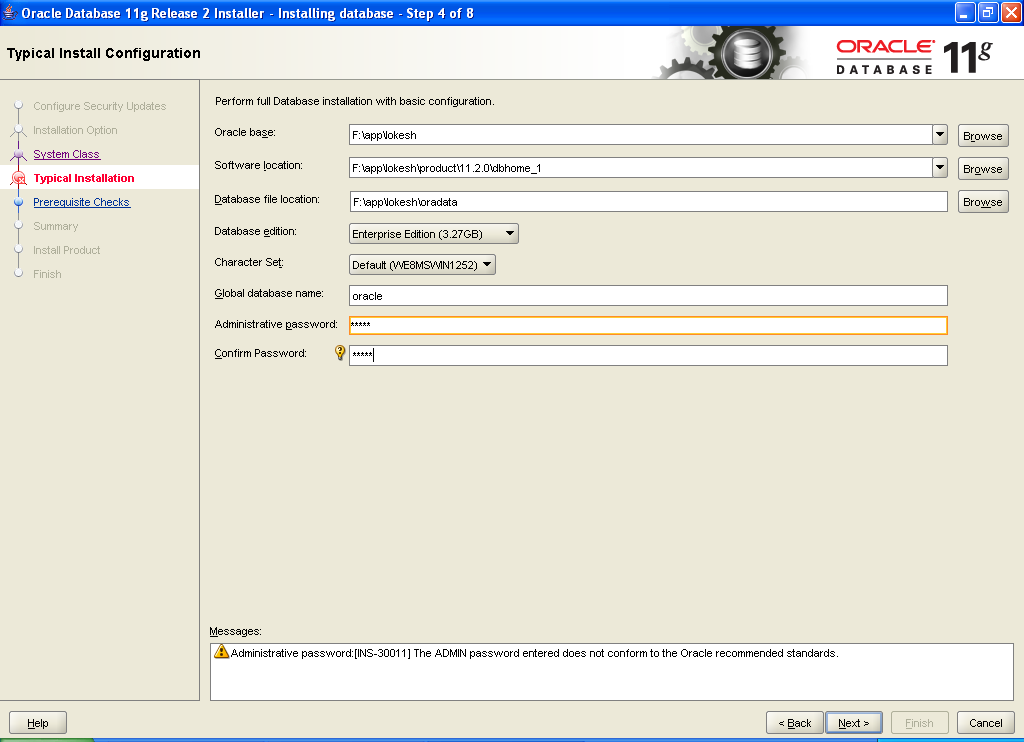 Oracle Database 11g Release 2 Installer - Installing database - Step 4 of 8
Typical Install Configuration
ORACLE®
DATABASE 11g
Configure Security Updates
Installation Option
System Class
Typical Installation
Prerequisite Checks
Summary
Install Product
Finish
Perform full Database installation with basic configuration.
Oracle base: F:\app\lokesh Browse
Software location: F:\app\lokesh\product\11.2.0\dbhome_1 Browse
Database file location: F:\app\lokesh\oradata Browse
Database edition: Enterprise Edition (3.27GB)
Character Set: Default (WE8MSWIN1252)
Global database name: oracle
Administrative password: *****
Confirm Password: *****
Messages:
Administrative password:[INS-30011] The ADMIN password entered does not conform to the Oracle recommended standards.
Help < Back Next > Finish Cancel